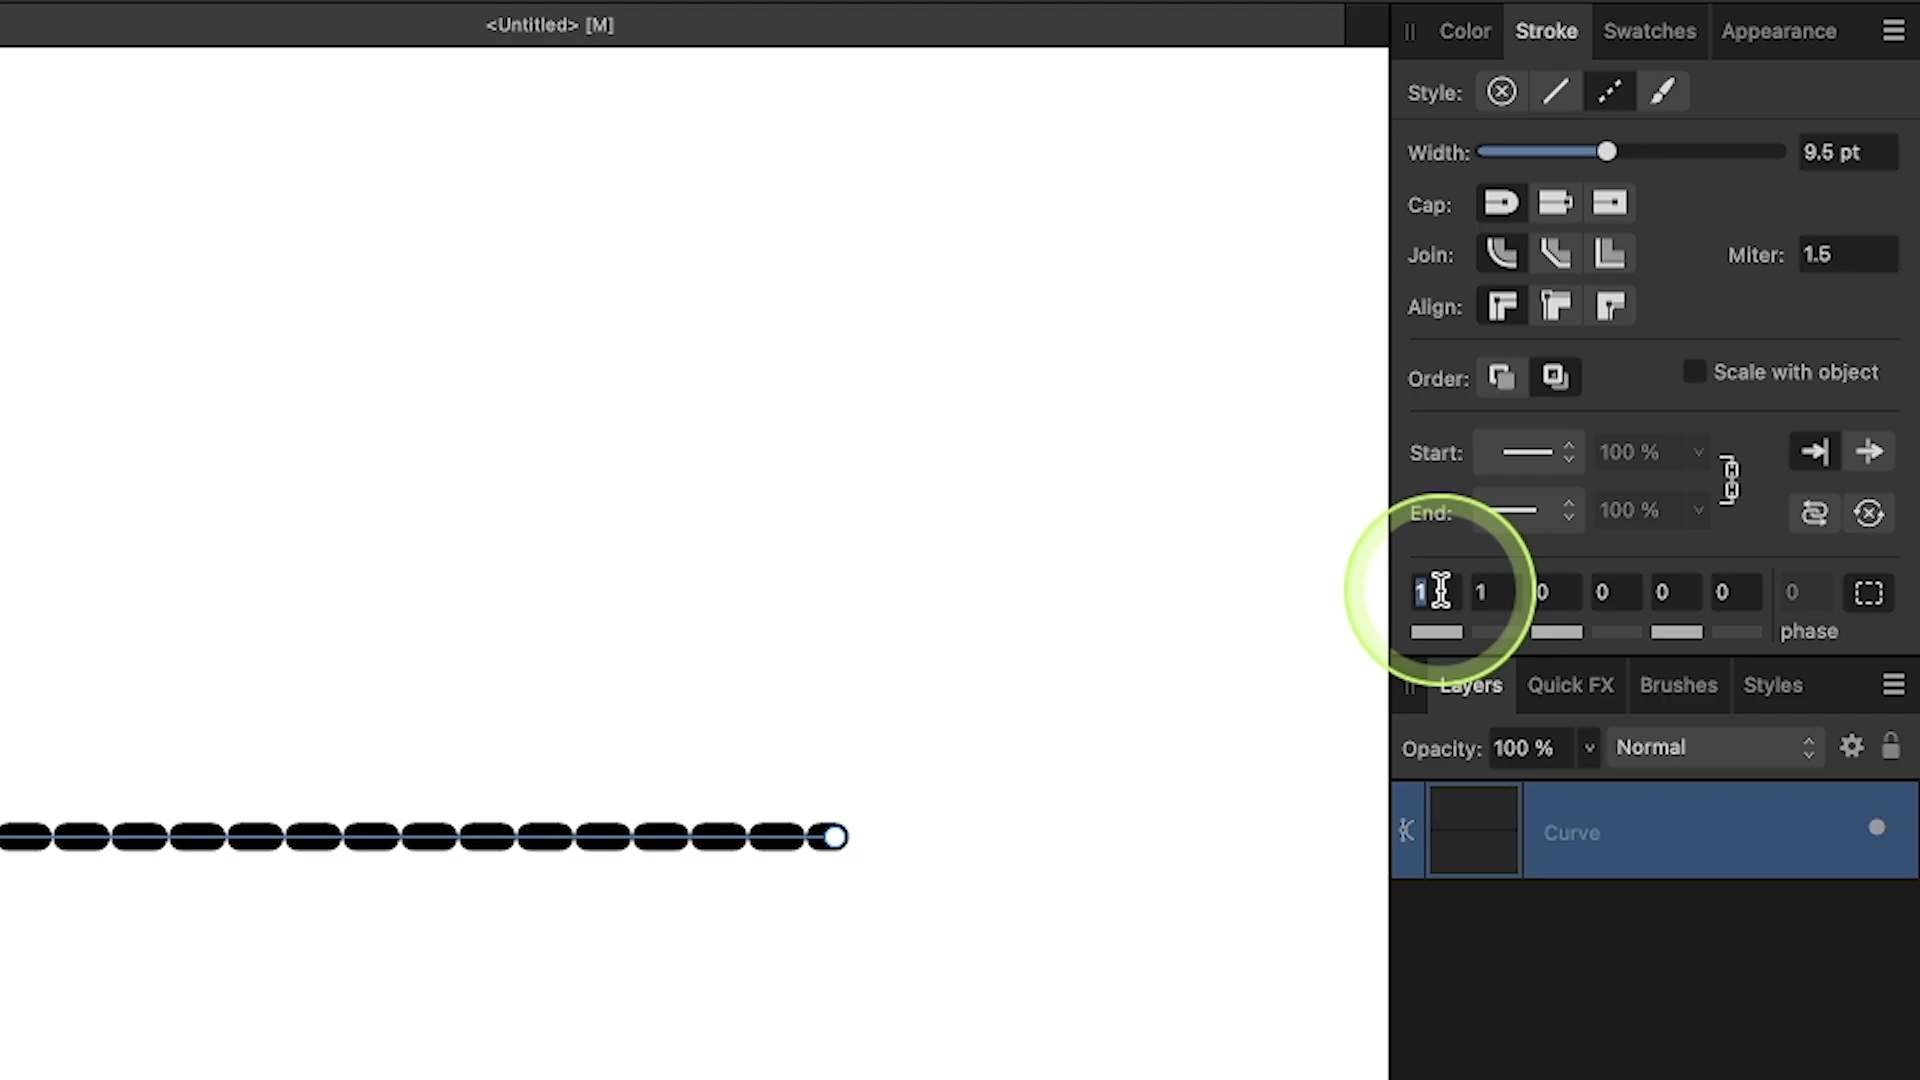 <Untitled> [M]
Color Stroke Swatches Appearance
Style:
Width: 9.5 pt
Cap:
Join: Miter: 1.5
Align:
Order: Scale with object
Start: 100 %
End: 100 %
1 1 0 0 0 0 0
phase
Layers Quick FX Brushes Styles
Opacity: 100 % Normal
Curve